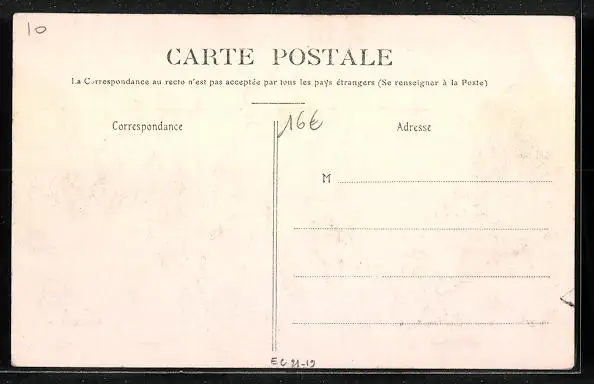 10
CARTE POSTALE
La Correspondance au recto n'est pas acceptée par tous les pays étrangers (Se renseigner à la Poste)
16€
Correspondance
Adresse
M